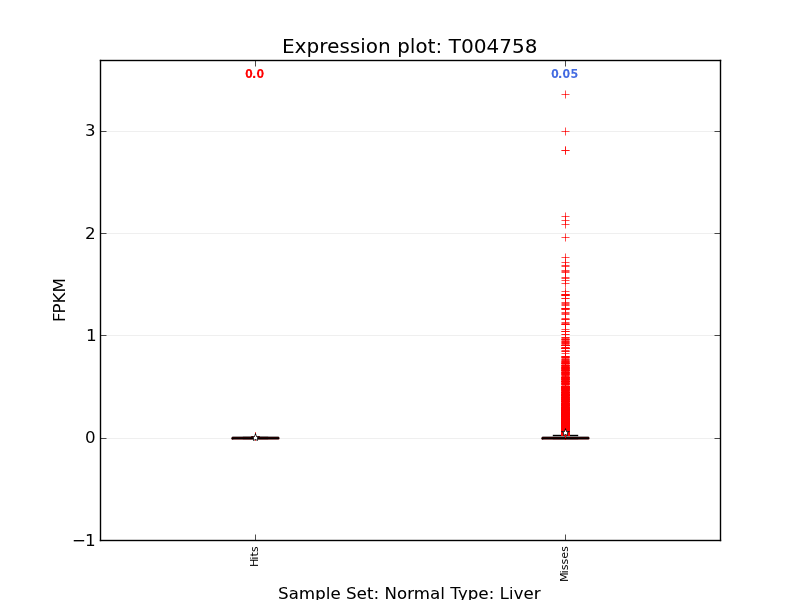 Expression plot: T004758
0.0
0.05
3
2
1
0
−1
FPKM
Hits
Misses
Sample Set: Normal Type: Liver